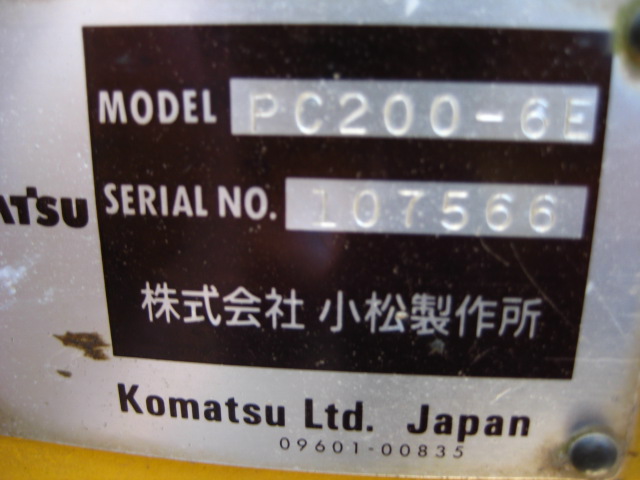 MODEL PC200-6E
SERIAL NO. 107566
ATSU
株式会社 小松製作所
Komatsu Ltd. Japan
09601-00835